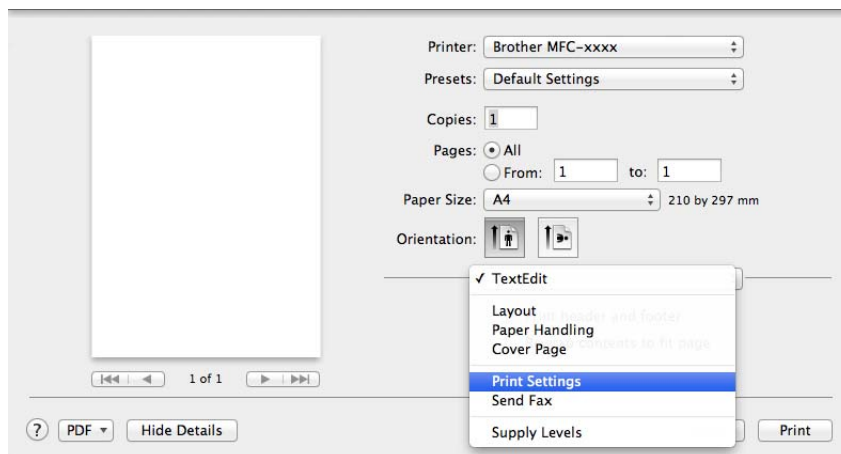 Printer: Brother MFC-xxxx
Presets: Default Settings
Copies: 1
Pages: All
From: 1 to: 1
Paper Size: A4 210 by 297 mm
Orientation:
✓ TextEdit
Layout
Paper Handling
Cover Page
Print Settings
Send Fax
Supply Levels
1 of 1
? PDF Hide Details
Print